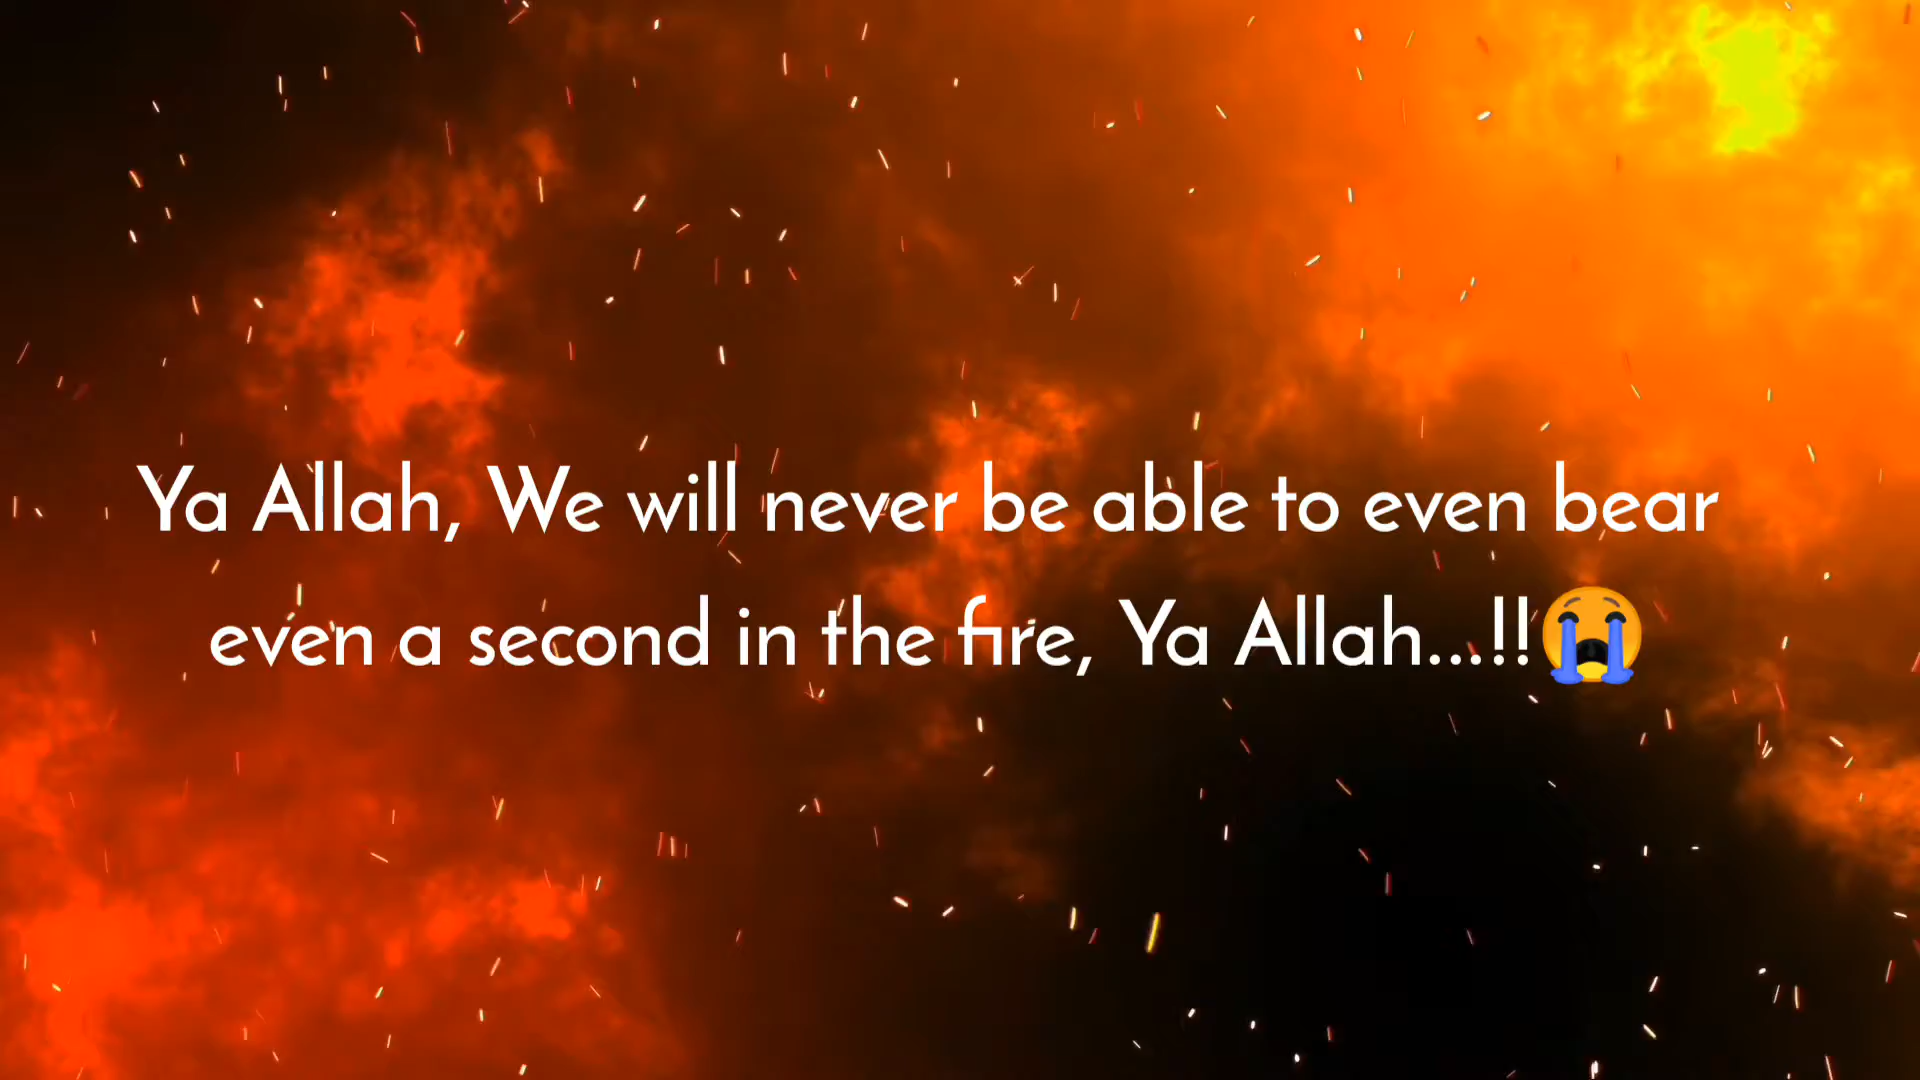 Ya Allah, We will never be able to even bear
even a second in the fire, Ya Allah...!!😭